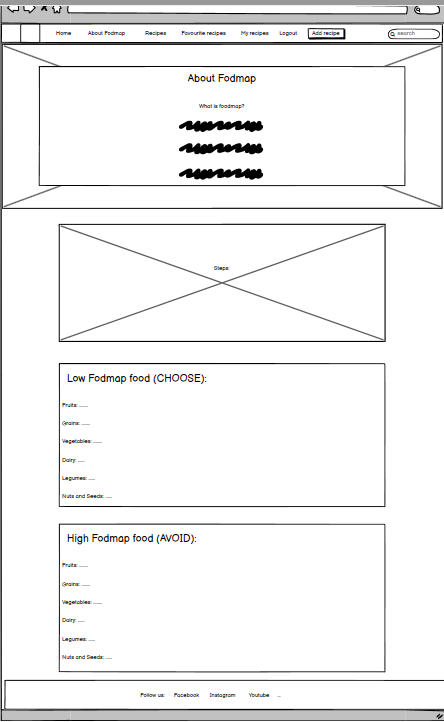 Home About Fodmap Recipes Favourite recipes My recipes Logout Add recipe search
About Fodmap
What is foodmap?
Steps:
Low Fodmap food (CHOOSE):
Fruits: ......
Grains: ......
Vegetables: ......
Dairy: .....
Legumes: .....
Nuts and Seeds: ....
High Fodmap food (AVOID):
Fruits: ......
Grains: ......
Vegetables: ......
Dairy: .....
Legumes: .....
Nuts and Seeds: ....
Follow us: Facebook Instagram Youtube ...